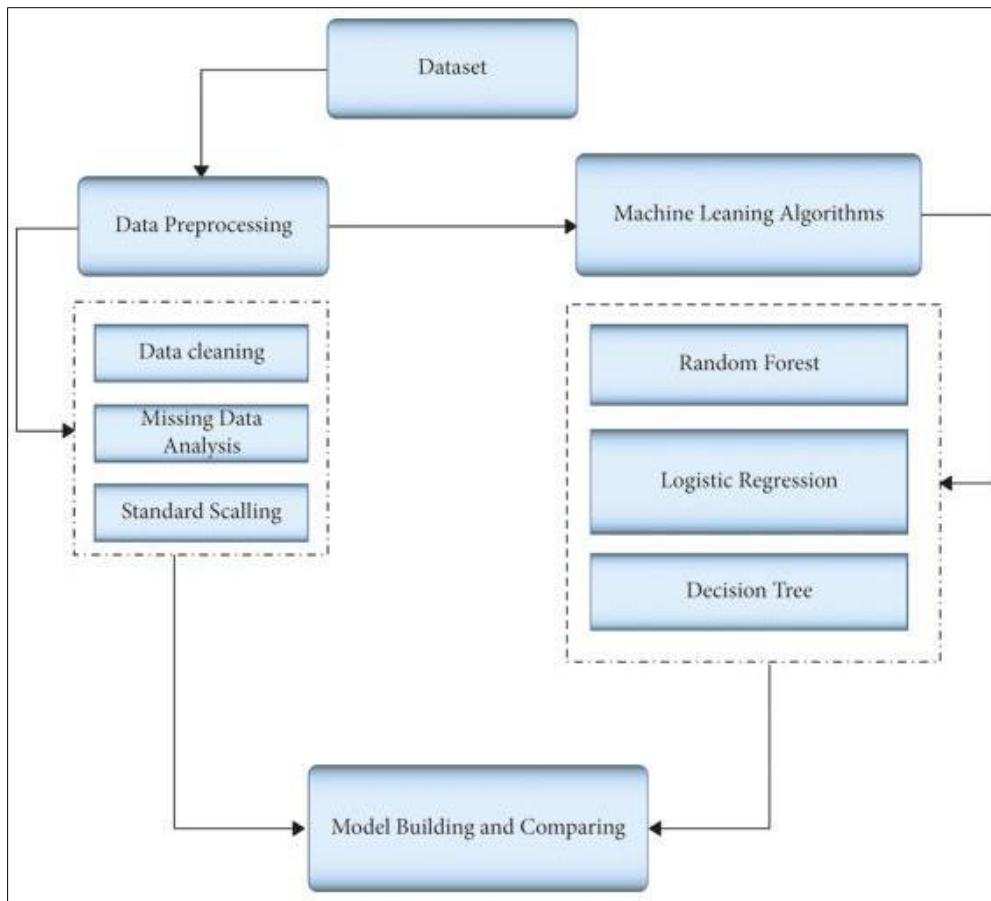 Dataset
Data Preprocessing
Machine Leaning Algorithms
Data cleaning
Missing Data
Analysis
Standard Scalling
Random Forest
Logistic Regression
Decision Tree
Model Building and Comparing